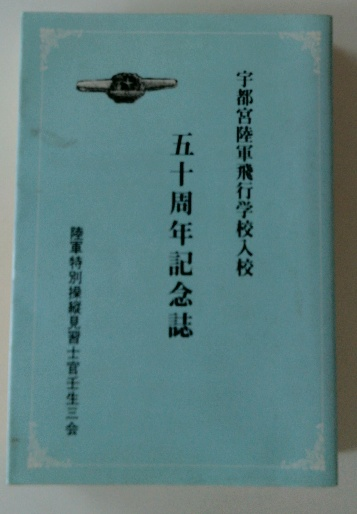 宇都宮陸軍飛行学校入校
五十周年記念誌
陸軍特別操縦見習士官壬生三会